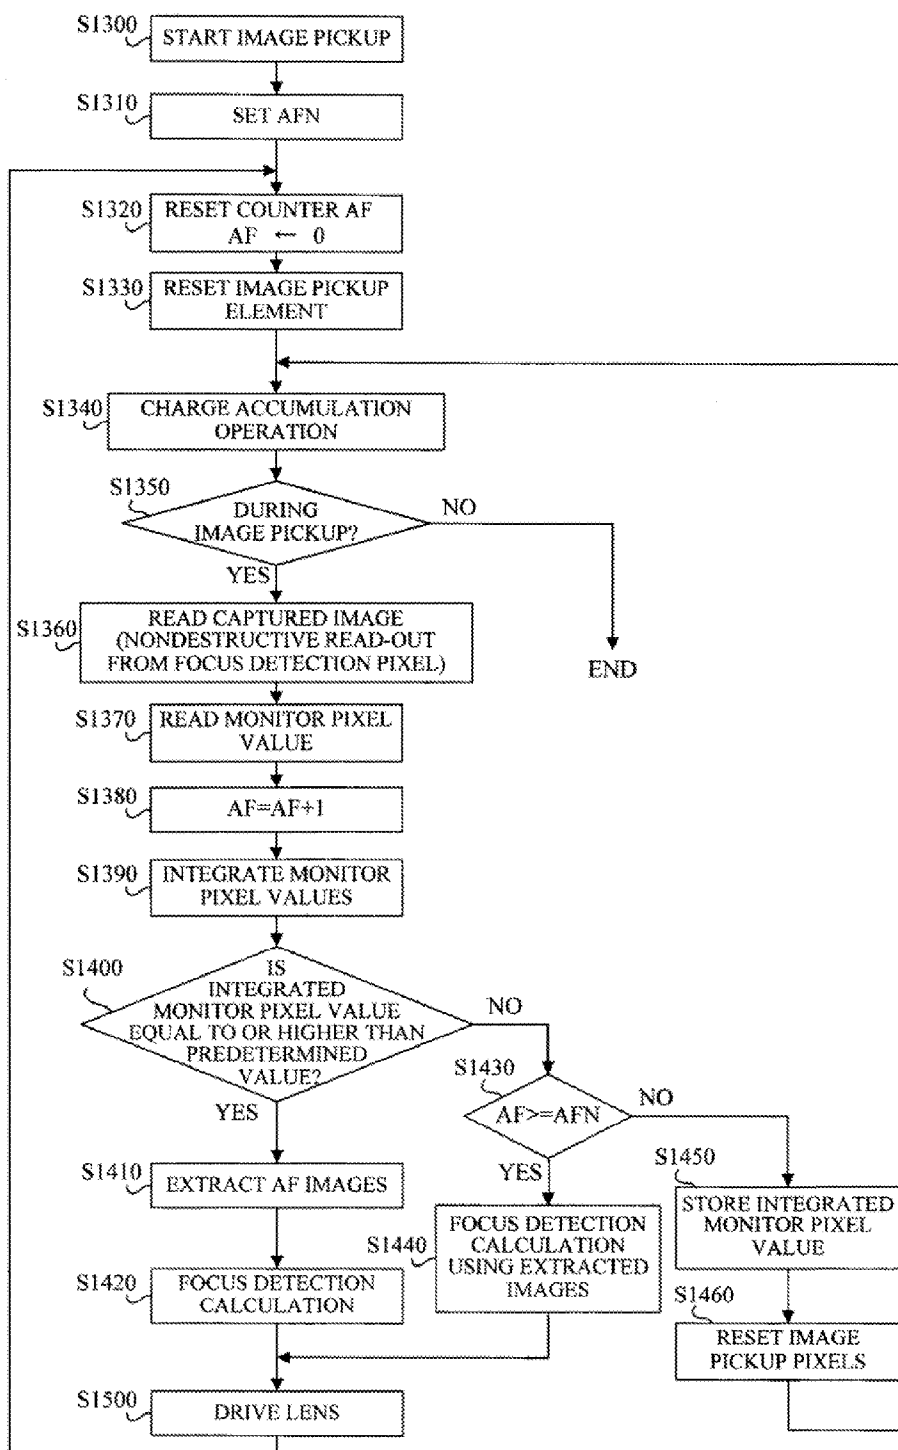 S1300
START IMAGE PICKUP
S1310
SET AFN
S1320
RESET COUNTER AF
AF ← 0
S1330
RESET IMAGE PICKUP
ELEMENT
S1340
CHARGE ACCUMULATION
OPERATION
S1350
DURING
IMAGE PICKUP?
NO
YES
END
S1360
READ CAPTURED IMAGE
(NONDESTRUCTIVE READ-OUT
FROM FOCUS DETECTION PIXEL)
S1370
READ MONITOR PIXEL
VALUE
S1380
AF=AF+1
S1390
INTEGRATE MONITOR
PIXEL VALUES
S1400
IS
INTEGRATED
MONITOR PIXEL VALUE
EQUAL TO OR HIGHER THAN
PREDETERMINED
VALUE?
NO
YES
S1430
AF>=AFN
NO
YES
S1410
EXTRACT AF IMAGES
S1420
FOCUS DETECTION
CALCULATION
S1440
FOCUS DETECTION
CALCULATION
USING EXTRACTED
IMAGES
S1450
STORE INTEGRATED
MONITOR PIXEL
VALUE
S1460
RESET IMAGE
PICKUP PIXELS
S1500
DRIVE LENS